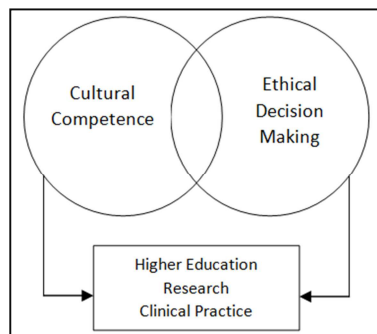 Cultural
Competence
Ethical
Decision
Making
Higher Education
Research
Clinical Practice